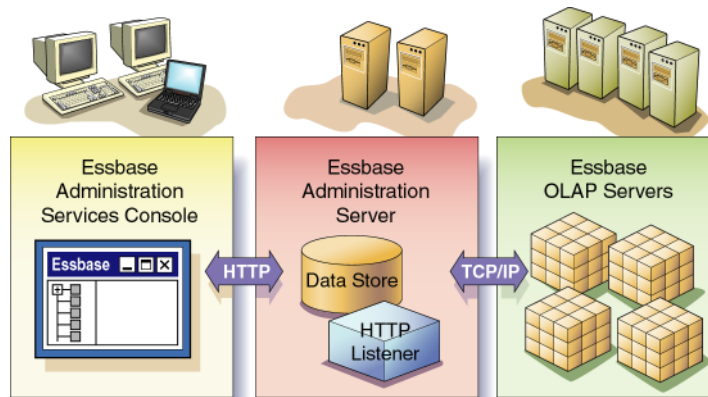 Essbase
Administration
Services Console
Essbase
HTTP
Essbase
Administration
Server
Data Store
HTTP
Listener
TCP/IP
Essbase
OLAP Servers